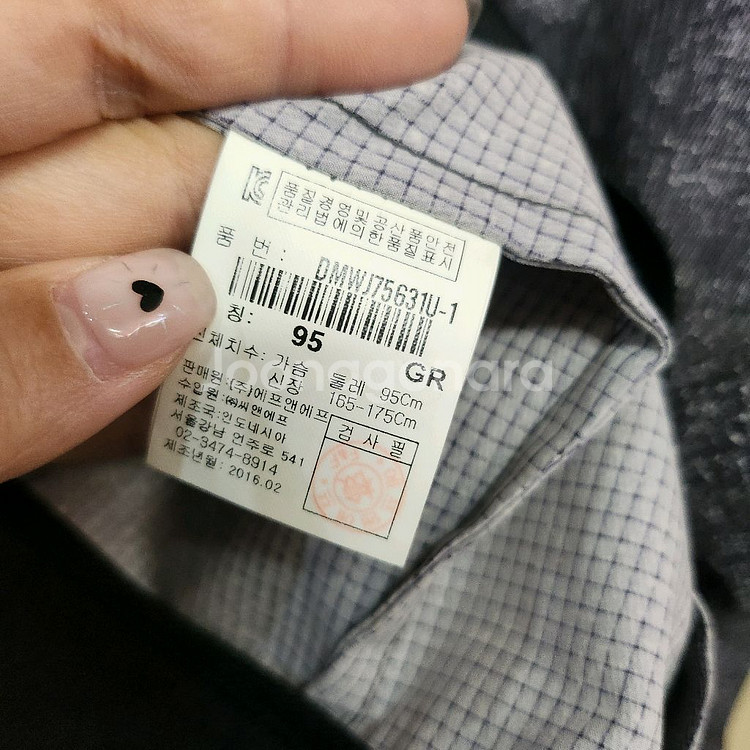 품질경영및공산품안전
관리법에의한품질표시
품 번 : DMWJ75631U-1
칭: 95
GR
체치수: 가슴 둘레 95Cm
신장 165-175Cm
판매원:(주)에프앤에프
수입원:㈜씨앤에프
제조국:인도네시아
서울강남 언주로 541
02-3474-8914
제조년월:2016.02
검 사 필
Joonggonara